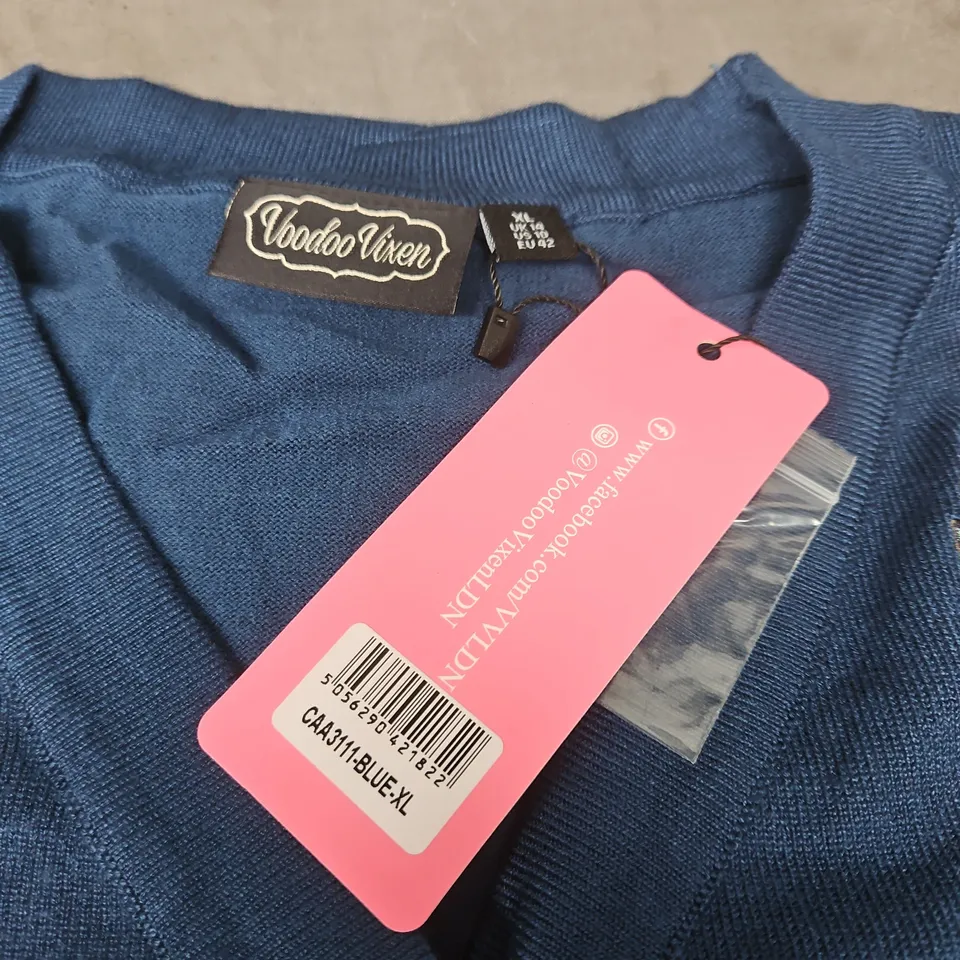 Voodoo Vixen
XL
UK 14
US 10
EU 42
www.facebook.com/VVLDN
@VoodooVixenLDN
5 056290 421822
CAA3111-BLUE-XL